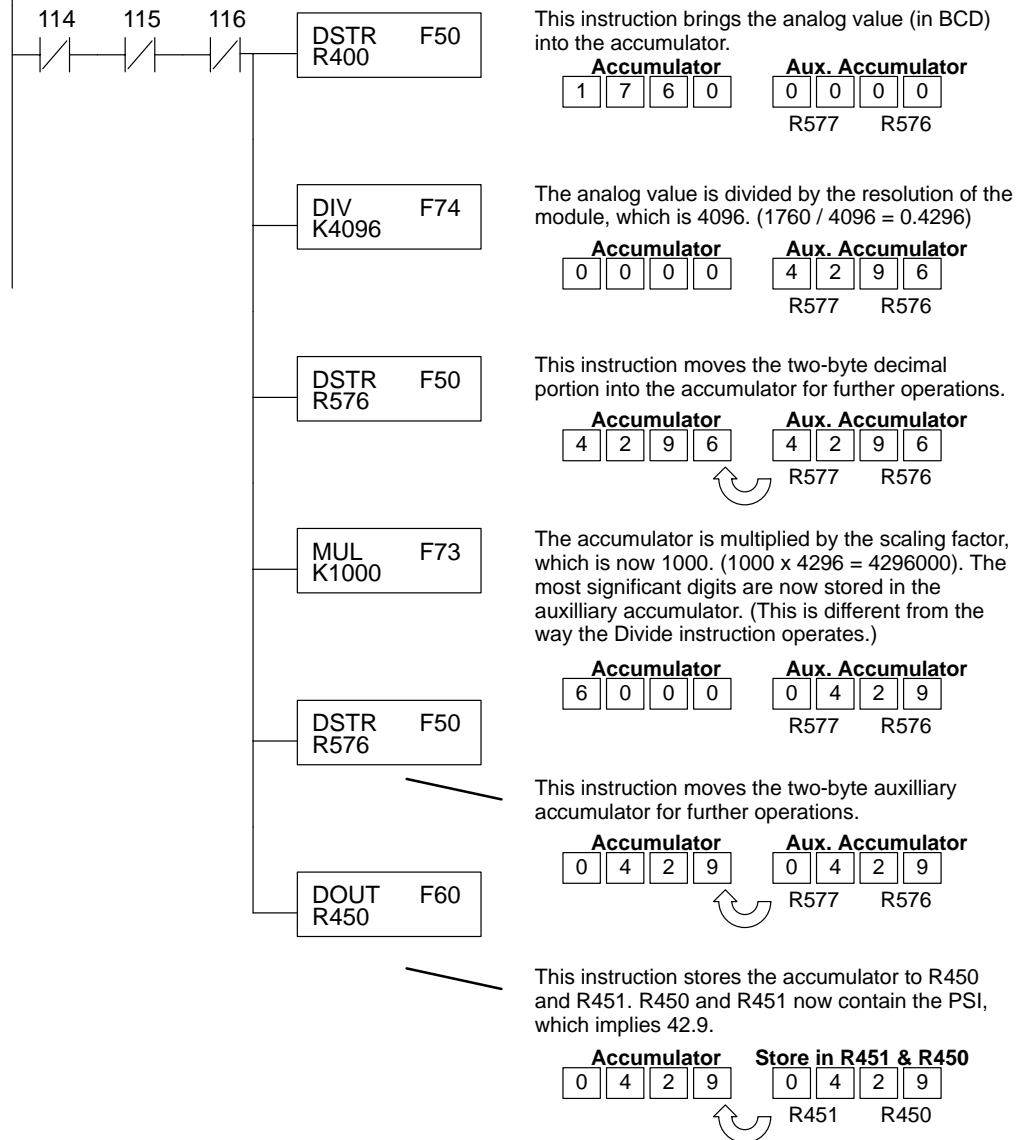 114 115 116
DSTR F50
R400
This instruction brings the analog value (in BCD)
into the accumulator.
Accumulator Aux. Accumulator
1 7 6 0 0 0 0 0
R577 R576
DIV F74
K4096
The analog value is divided by the resolution of the
module, which is 4096. (1760 / 4096 = 0.4296)
Accumulator Aux. Accumulator
0 0 0 0 4 2 9 6
R577 R576
DSTR F50
R576
This instruction moves the two-byte decimal
portion into the accumulator for further operations.
Accumulator Aux. Accumulator
4 2 9 6 4 2 9 6
R577 R576
MUL F73
K1000
The accumulator is multiplied by the scaling factor,
which is now 1000. (1000 x 4296 = 4296000). The
most significant digits are now stored in the
auxilliary accumulator. (This is different from the
way the Divide instruction operates.)
Accumulator Aux. Accumulator
6 0 0 0 0 4 2 9
R577 R576
DSTR F50
R576
This instruction moves the two-byte auxilliary
accumulator for further operations.
Accumulator Aux. Accumulator
0 4 2 9 0 4 2 9
R577 R576
DOUT F60
R450
This instruction stores the accumulator to R450
and R451. R450 and R451 now contain the PSI,
which implies 42.9.
Accumulator Store in R451 & R450
0 4 2 9 0 4 2 9
R451 R450